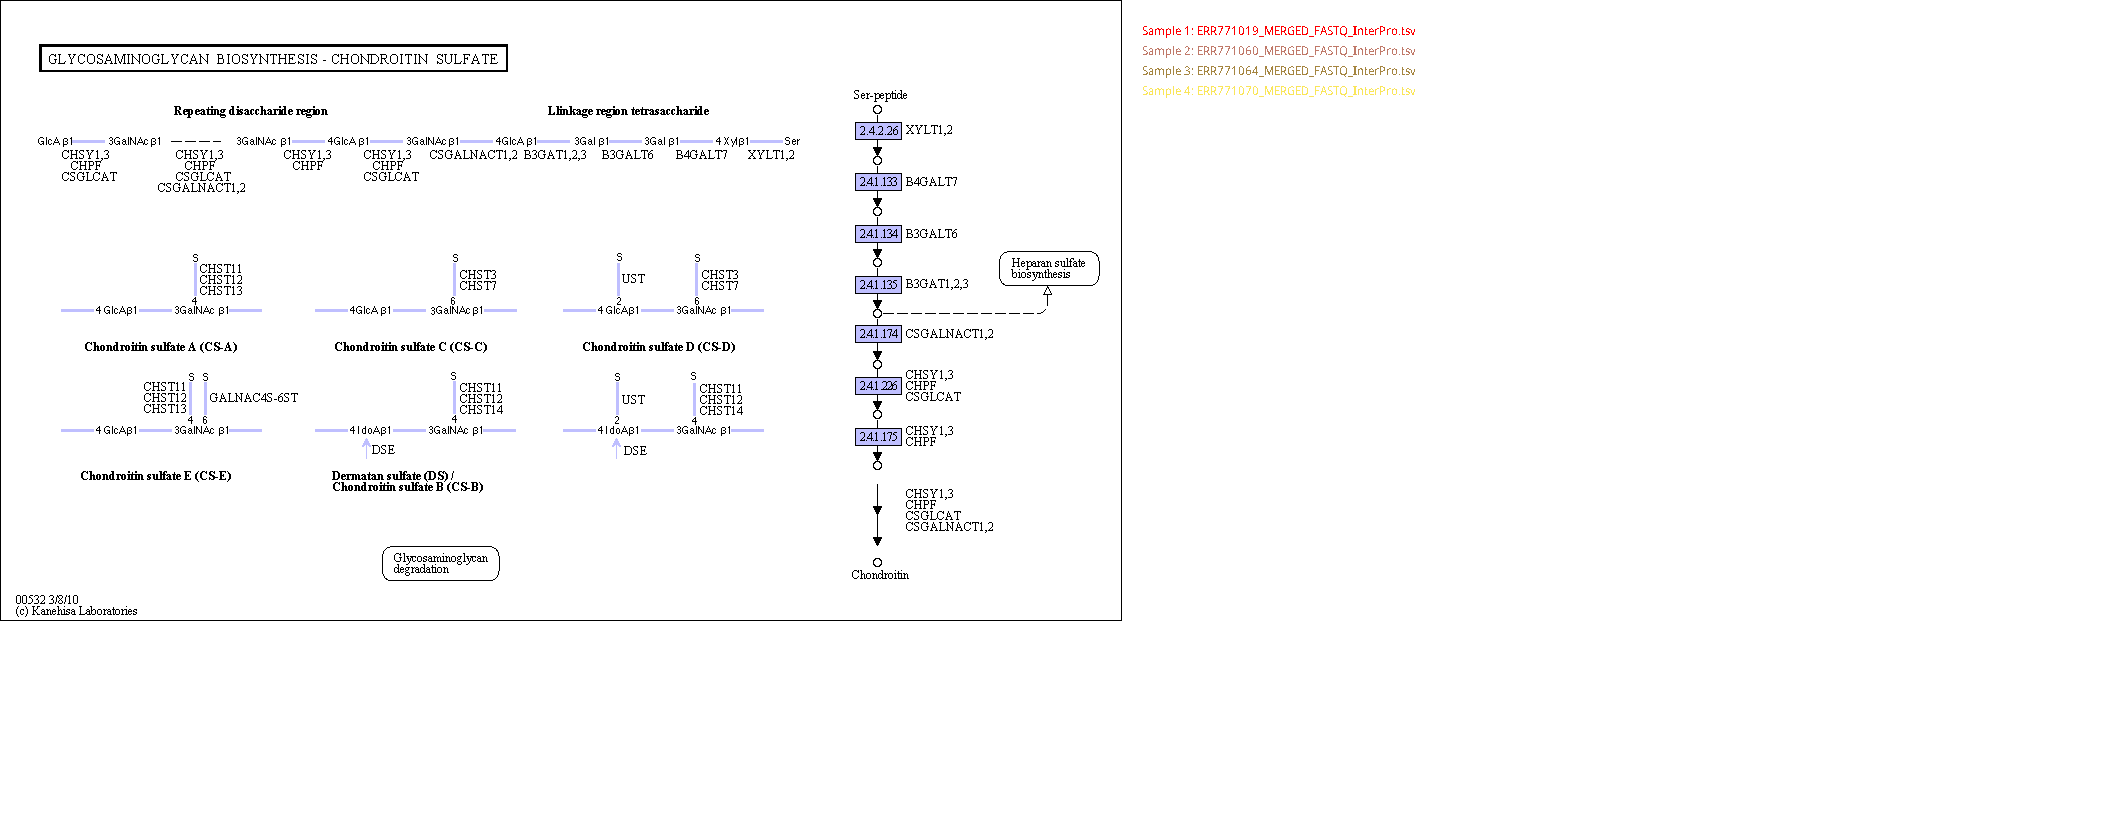 GLYCOSAMINOGLYCAN BIOSYNTHESIS - CHONDROITIN SULFATE
Repeating disaccharide region
Llinkage region tetrasaccharide
GlcA β1 3GalNAc β1 3GalNAc β1 4GlcA β1 3GalNAc β1 4GlcA β1 3Gal β1 3Gal β1 4 Xylβ1 Ser
CHSY1,3
CHPF
CSGLCAT
CHSY1,3
CHPF
CSGLCAT
CSGALNACT1,2
CHSY1,3
CHPF
CHSY1,3
CHPF
CSGLCAT
CSGALNACT1,2 B3GAT1,2,3 B3GALT6 B4GALT7 XYLT1,2
S
CHST11
CHST12
CHST13
4
4 GlcAβ1 3GalNAc β1
Chondroitin sulfate A (CS-A)
S
CHST3
CHST7
6
4GlcA β1 3GalNAc β1
Chondroitin sulfate C (CS-C)
S
UST
2
S
CHST3
CHST7
6
4 GlcAβ1 3GalNAc β1
Chondroitin sulfate D (CS-D)
S S
CHST11
CHST12
CHST13
GALNAC4S-6ST
4 6
4 GlcAβ1 3GalNAc β1
Chondroitin sulfate E (CS-E)
S
CHST11
CHST12
CHST14
4
4IdoAβ1 3GalNAc β1
DSE
Dermatan sulfate (DS) /
Chondroitin sulfate B (CS-B)
S
UST
2
S
CHST11
CHST12
CHST14
4
4IdoAβ1 3GalNAc β1
DSE
Glycosaminoglycan
degradation
Ser-peptide
2.4.2.26 XYLT1,2
2.4.1.133 B4GALT7
2.4.1.134 B3GALT6
2.4.1.135 B3GAT1,2,3
Heparan sulfate
biosynthesis
2.4.1.174 CSGALNACT1,2
2.4.1.226
CHSY1,3
CHPF
CSGLCAT
2.4.1.175
CHSY1,3
CHPF
CHSY1,3
CHPF
CSGLCAT
CSGALNACT1,2
Chondroitin
00532 3/8/10
(c) Kanehisa Laboratories
Sample 1: ERR771019_MERGED_FASTQ_InterPro.tsv
Sample 2: ERR771060_MERGED_FASTQ_InterPro.tsv
Sample 3: ERR771064_MERGED_FASTQ_InterPro.tsv
Sample 4: ERR771070_MERGED_FASTQ_InterPro.tsv